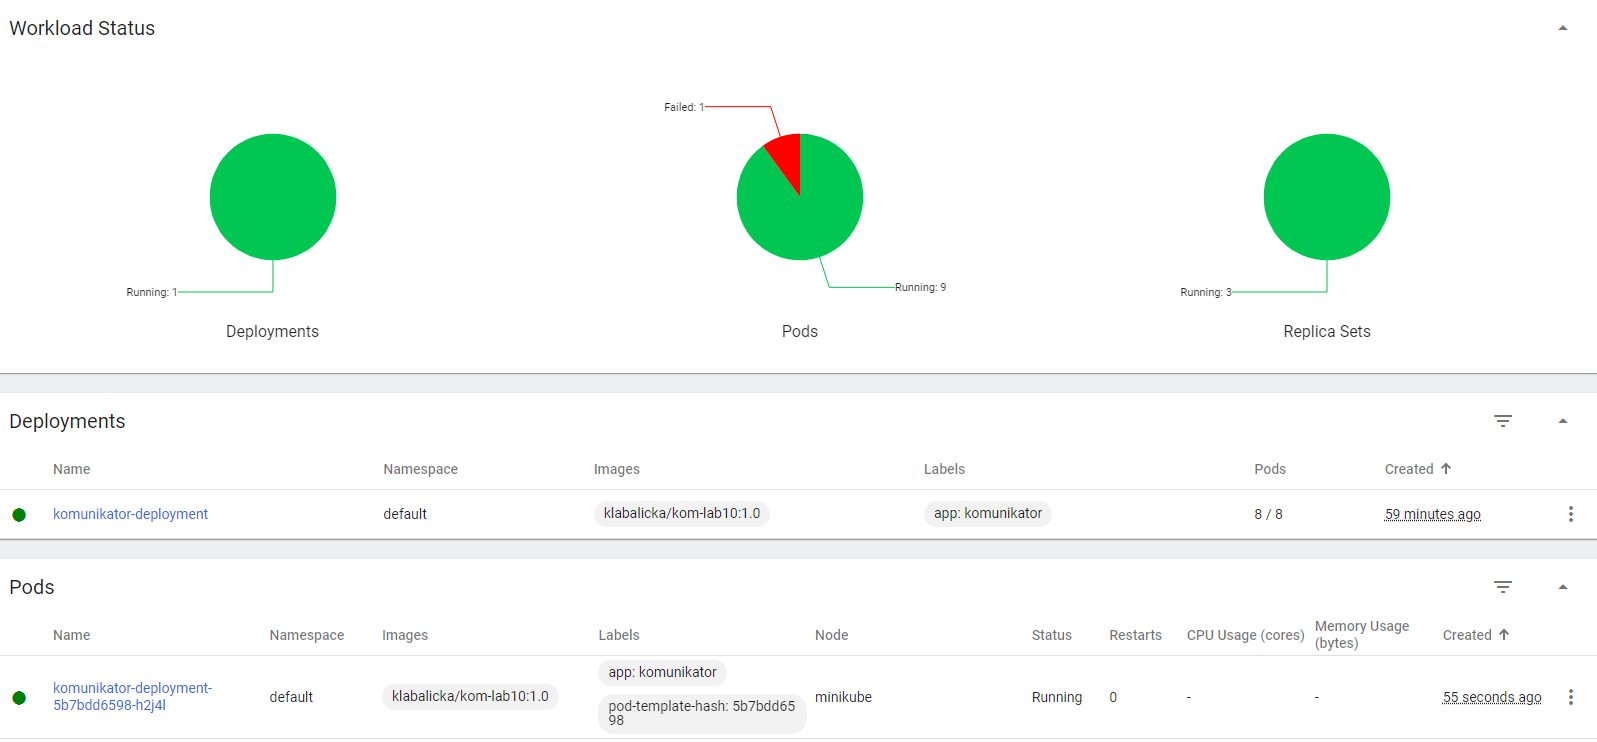 Workload Status
Failed: 1
Running: 1
Running: 9
Running: 3
Deployments
Pods
Replica Sets
Deployments
Name Namespace Images Labels Pods Created
komunikator-deployment default klabalicka/kom-lab10:1.0 app: komunikator 8 / 8 59 minutes ago
Pods
Name Namespace Images Labels Node Status Restarts CPU Usage (cores) Memory Usage (bytes) Created
komunikator-deployment-
5b7bdd6598-h2j4l
default
klabalicka/kom-lab10:1.0
app: komunikator
pod-template-hash: 5b7bdd65
98
minikube
Running
0
-
-
55 seconds ago